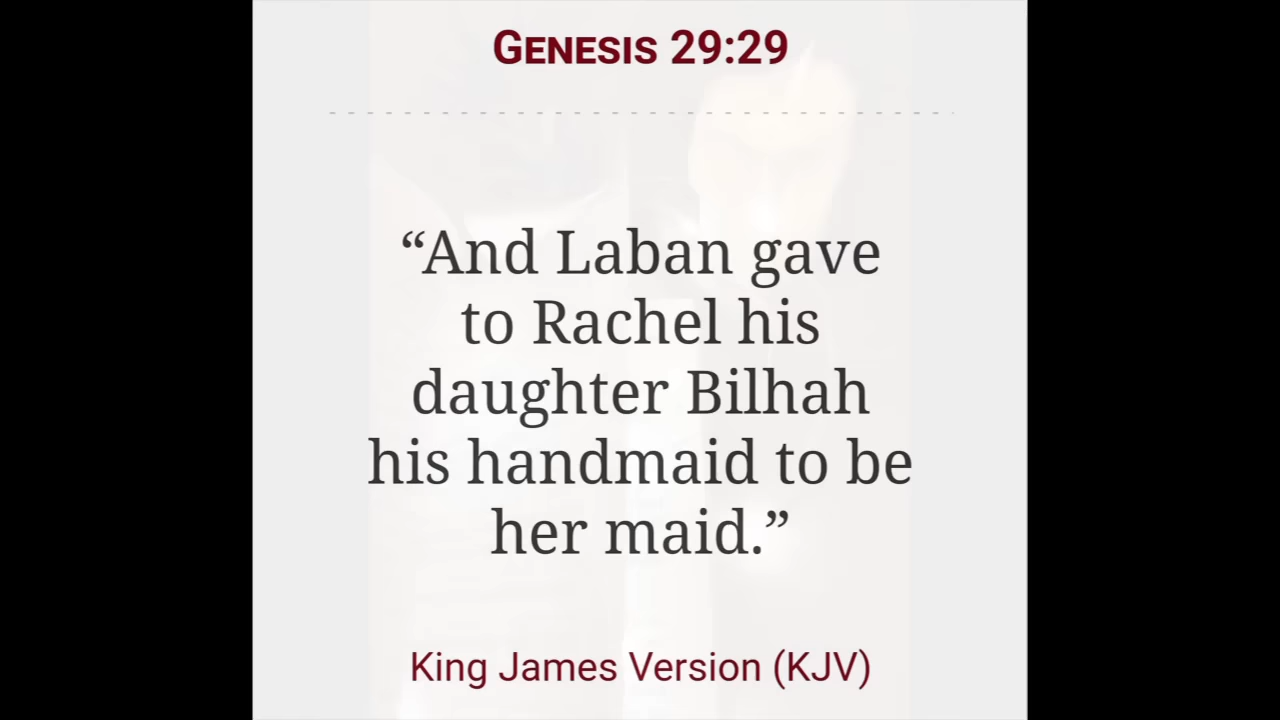 Genesis 29:29
“And Laban gave
to Rachel his
daughter Bilhah
his handmaid to be
her maid.”
King James Version (KJV)